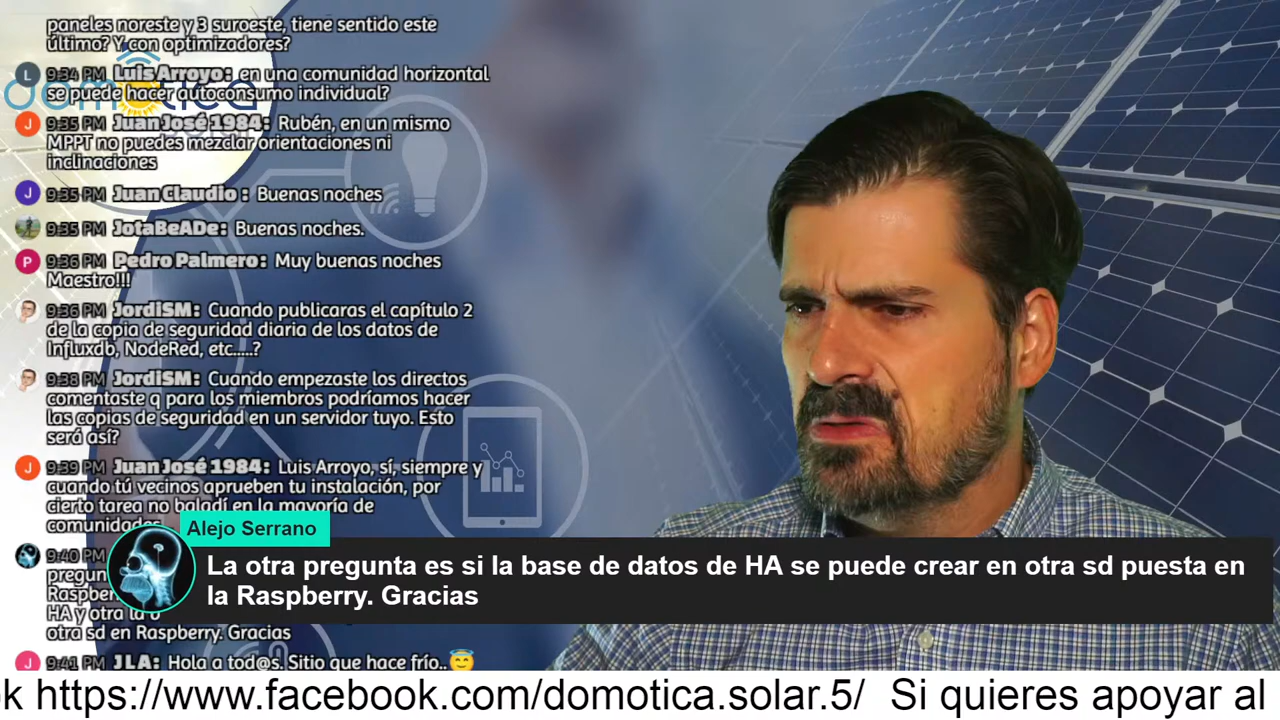 paneles noreste y 3 suroeste, tiene sentido este
último? Y con optimizadores?
9:34 PM Luis Arroyo: en una comunidad horizontal
se puede hacer autoconsumo individual?
9:35 PM Juan José 1984: Rubén, en un mismo
MPPT no puedes mezclar orientaciones ni
inclinaciones
9:35 PM Juan Claudio : Buenas noches
9:35 PM JotaBeADe: Buenas noches.
9:36 PM Pedro Palmero: Muy buenas noches
Maestro!!!
9:36 PM JordiSM: Cuando publicaras el capítulo 2
de la copia de seguridad diaria de los datos de
Influxdb, NodeRed, etc.....?
9:38 PM JordiSM: Cuando empezaste los directos
comentaste q para los miembros podríamos hacer
las copias de seguridad en un servidor tuyo. Esto
será así?
9:39 PM Juan José 1984: Luis Arroyo, sí, siempre y
cuando tú vecinos aprueben tu instalación, por
cierto tarea no baladí en la mayoría de
comunidades
Alejo Serrano
La otra pregunta es si la base de datos de HA se puede crear en otra sd puesta en
la Raspberry. Gracias
9:40 PM
HA y otra la
otra sd en Raspberry. Gracias
9:41 PM JLA: Hola a tod@s. Sitio que hace frío..😇
ok https://www.facebook.com/domotica.solar.5/ Si quieres apoyar al